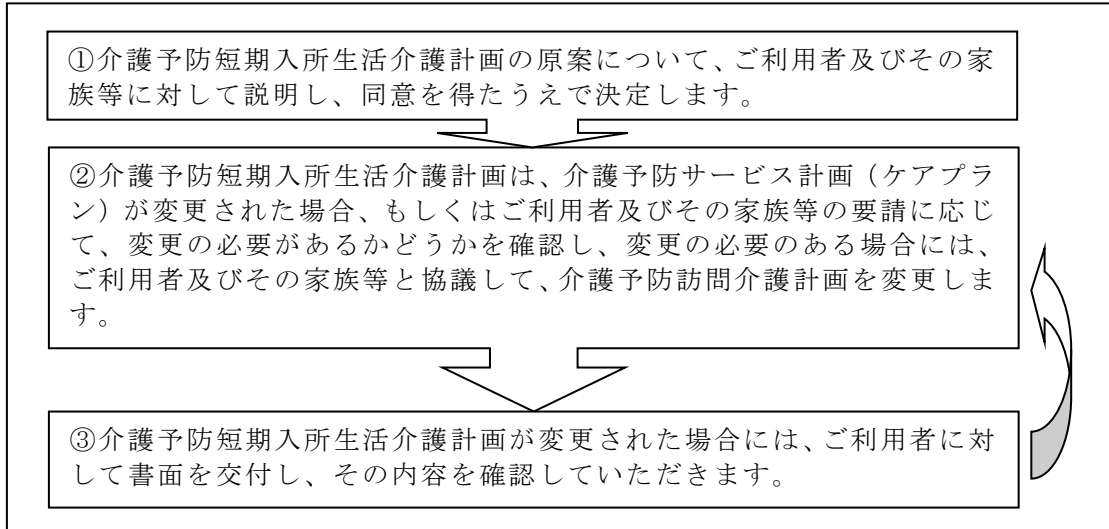 ①介護予防短期入所生活介護計画の原案について、ご利用者及びその家
族等に対して説明し、同意を得たうえで決定します。
②介護予防短期入所生活介護計画は、介護予防サービス計画（ケアプラ
ン）が変更された場合、もしくはご利用者及びその家族等の要請に応じ
て、変更の必要があるかどうかを確認し、変更の必要のある場合には、
ご利用者及びその家族等と協議して、介護予防訪問介護計画を変更しま
す。
③介護予防短期入所生活介護計画が変更された場合には、ご利用者に対
して書面を交付し、その内容を確認していただきます。